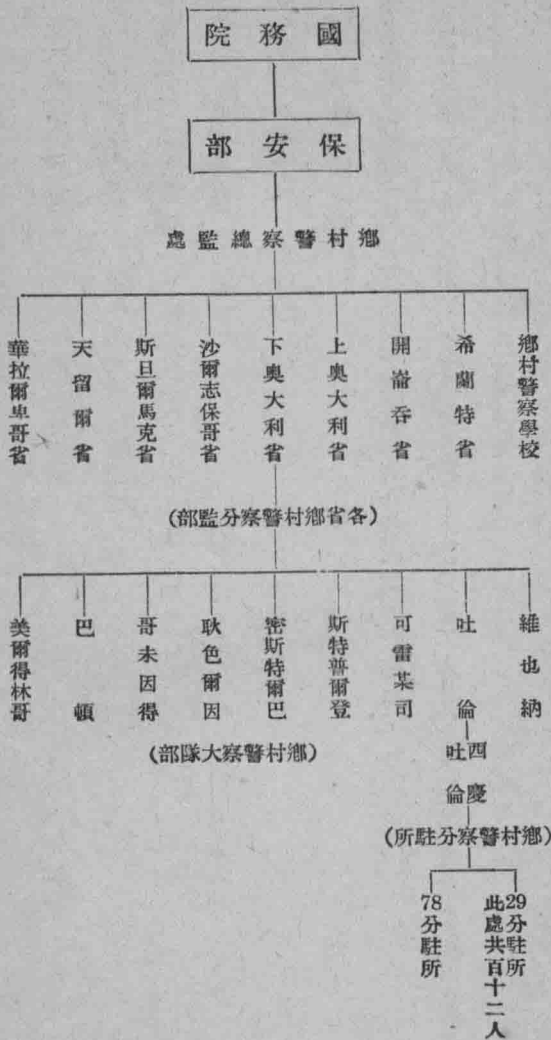 國務院
保安部
鄉村警察總監處
鄉村警察學校
希蘭特省
開崙吞省
上奧大利省
下奧大利省
沙爾志保哥省
斯旦爾馬克省
天留爾省
華拉爾卑哥省
(各省鄉村警察分監部)
維也納
吐倫
可雷某司
斯特普爾登
密斯特爾巴
耿色爾因
哥未因得
巴頓
美爾得林哥
(鄉村警察大隊部)
西慶
吐倫
(鄉村警察分駐所)
29分駐所
此處共百十二人
78分駐所